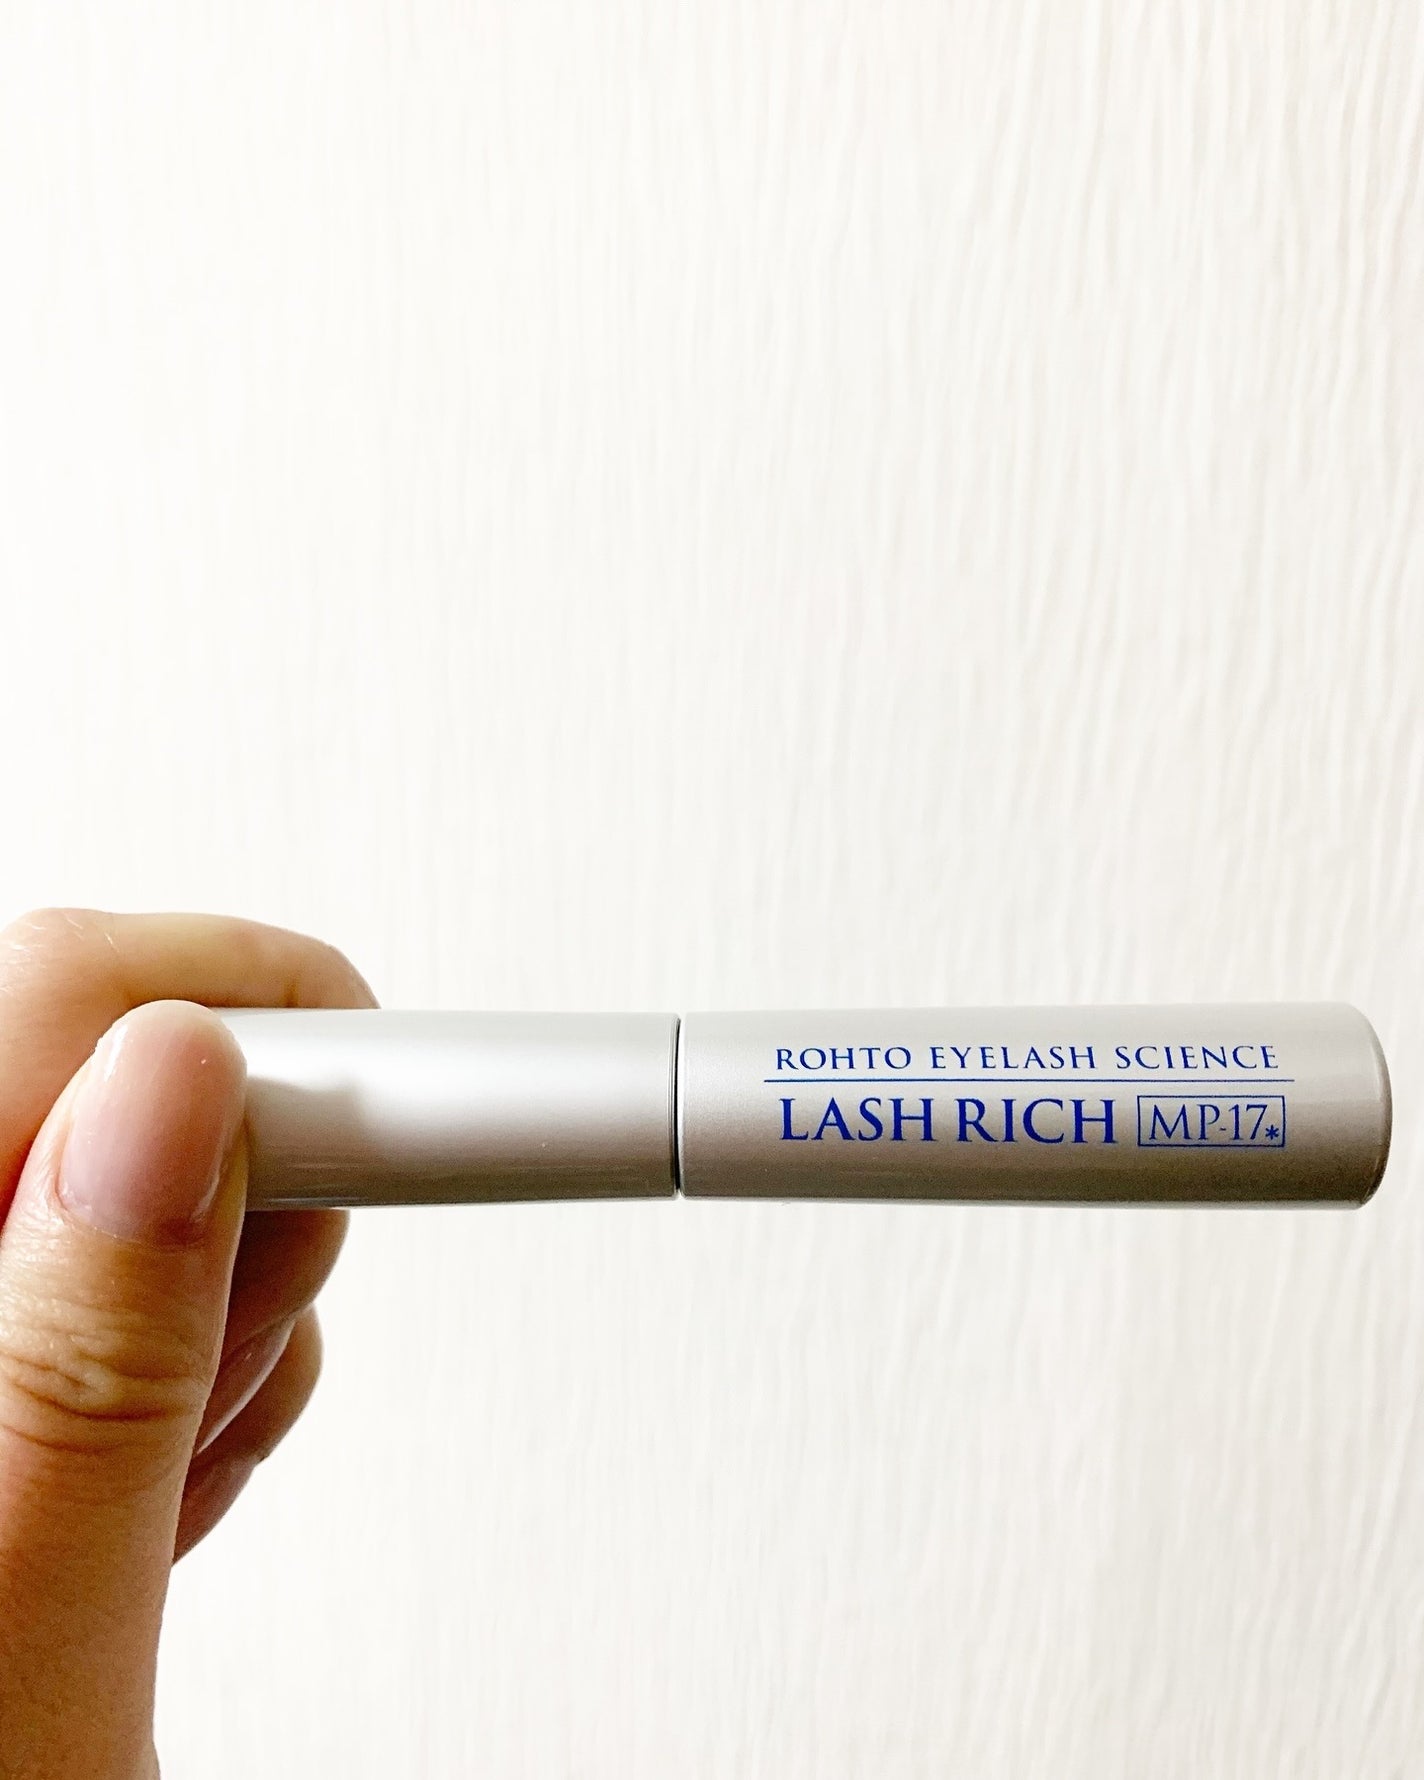 ROHTO EYELASH SCIENCE
LASH RICH MP-17*